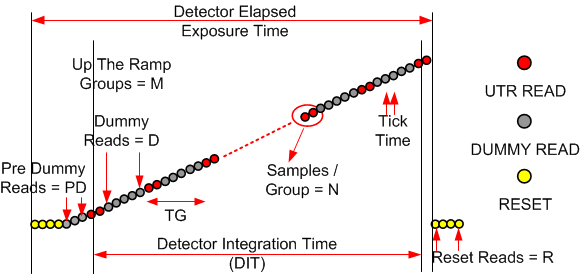 Detector Elapsed
Exposure Time
Up The Ramp
Groups = M
Dummy
Reads = D
Pre Dummy
Reads = PD
TG
Samples /
Group = N
Tick
Time
UTR READ
DUMMY READ
RESET
Detector Integration Time
(DIT)
Reset Reads = R